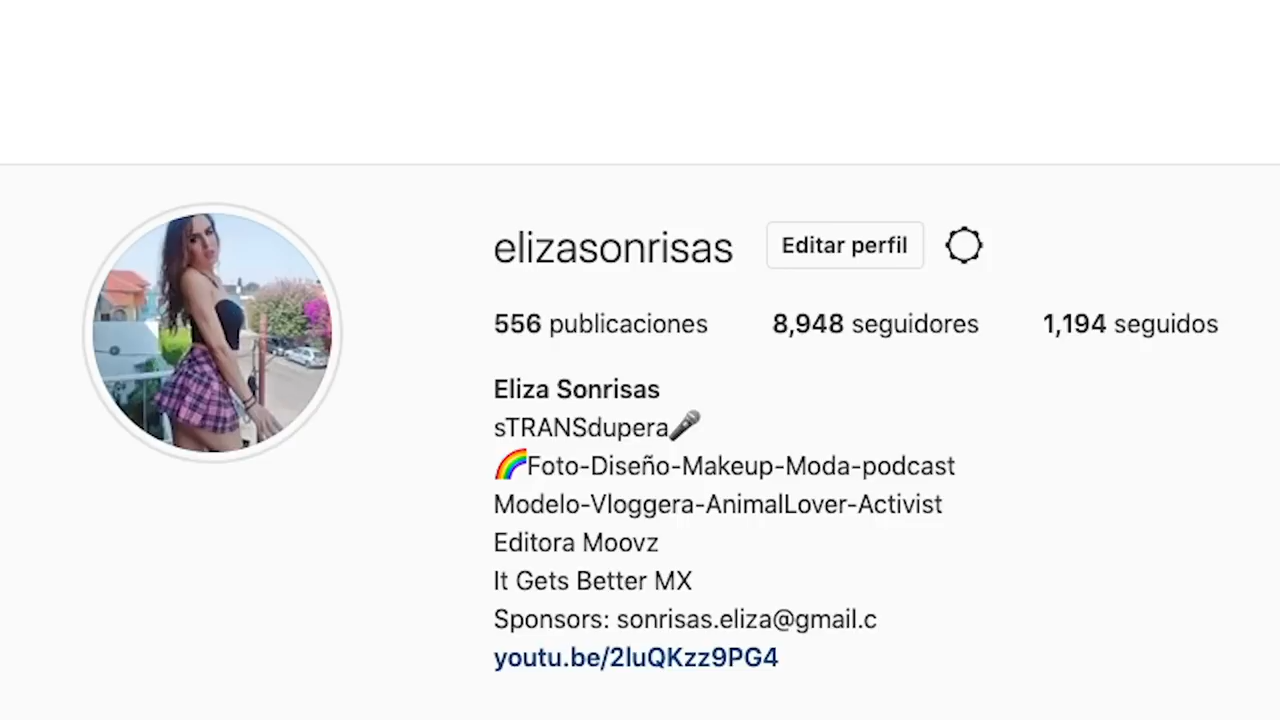 elizasonrisas Editar perfil
556 publicaciones 8,948 seguidores 1,194 seguidos
Eliza Sonrisas
sTRANSdupera🎤
🌈Foto-Diseño-Makeup-Moda-podcast
Modelo-Vloggera-AnimalLover-Activist
Editora Moovz
It Gets Better MX
Sponsors: sonrisas.eliza@gmail.c
youtu.be/2luQKzz9PG4